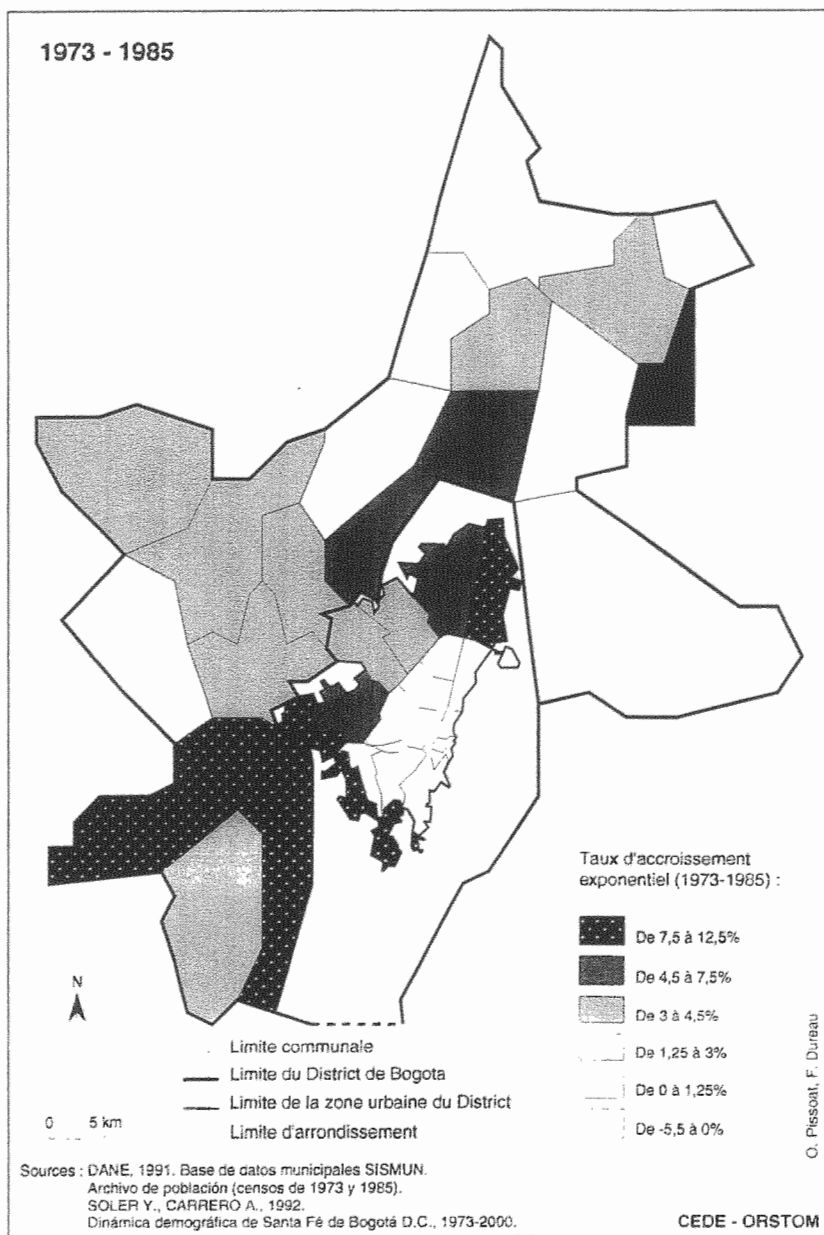 1973 - 1985
Taux d'accroissement
exponentiel (1973-1985) :
De 7,5 à 12,5%
De 4,5 à 7,5%
De 3 à 4,5%
De 1,25 à 3%
De 0 à 1,25%
De -5,5 à 0%
N
Limite communale
Limite du District de Bogota
Limite de la zone urbaine du District
Limite d'arrondissement
0 5 km
O. Pissoat, F. Dureau
Sources : DANE, 1991. Base de datos municipales SISMUN.
Archivo de población (censos de 1973 y 1985).
SOLER Y., CARRERO A., 1992.
Dinámica demográfica de Santa Fé de Bogotá D.C., 1973-2000.
CEDE - ORSTOM